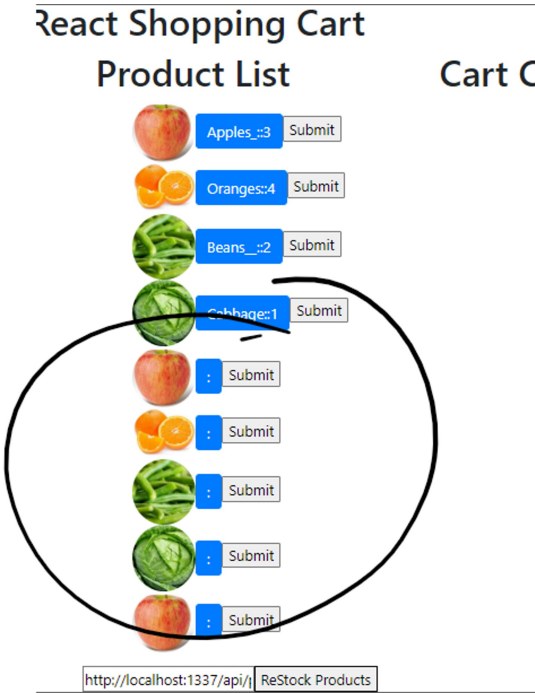 React Shopping Cart
Product List
Cart C
Apples_::3 Submit
Oranges::4 Submit
Beans__::2 Submit
Cabbage::1 Submit
: Submit
: Submit
: Submit
: Submit
: Submit
http://localhost:1337/api/p ReStock Products